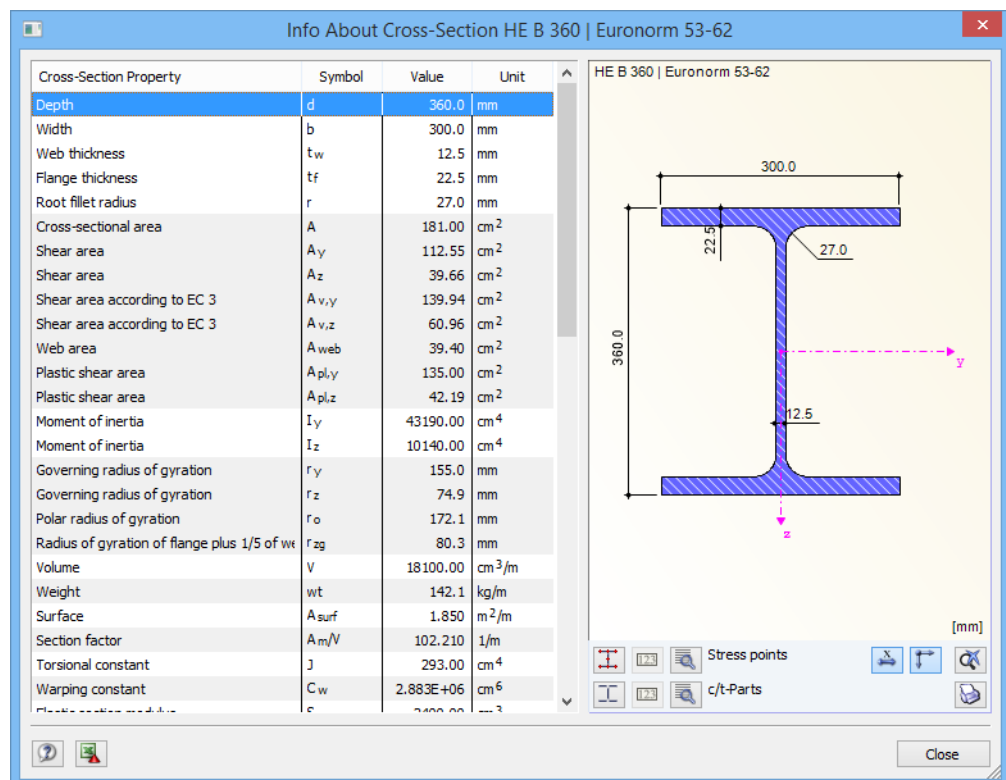 Info About Cross-Section HE B 360 | Euronorm 53-62
Cross-Section Property Symbol Value Unit
Depth d 360.0 mm
Width b 300.0 mm
Web thickness tw 12.5 mm
Flange thickness tf 22.5 mm
Root fillet radius r 27.0 mm
Cross-sectional area A 181.00 cm2
Shear area Ay 112.55 cm2
Shear area Az 39.66 cm2
Shear area according to EC 3 Av,y 139.94 cm2
Shear area according to EC 3 Av,z 60.96 cm2
Web area Aweb 39.40 cm2
Plastic shear area Apl,y 135.00 cm2
Plastic shear area Apl,z 42.19 cm2
Moment of inertia Iy 43190.00 cm4
Moment of inertia Iz 10140.00 cm4
Governing radius of gyration ry 155.0 mm
Governing radius of gyration rz 74.9 mm
Polar radius of gyration ro 172.1 mm
Radius of gyration of flange plus 1/5 of we rzg 80.3 mm
Volume V 18100.00 cm3/m
Weight wt 142.1 kg/m
Surface Asurf 1.850 m2/m
Section factor Am/V 102.210 1/m
Torsional constant J 293.00 cm4
Warping constant Cw 2.883E+06 cm6
HE B 360 | Euronorm 53-62
300.0
22.5
27.0
360.0
y
12.5
z
[mm]
123 Stress points x
123 c/t-Parts
Close